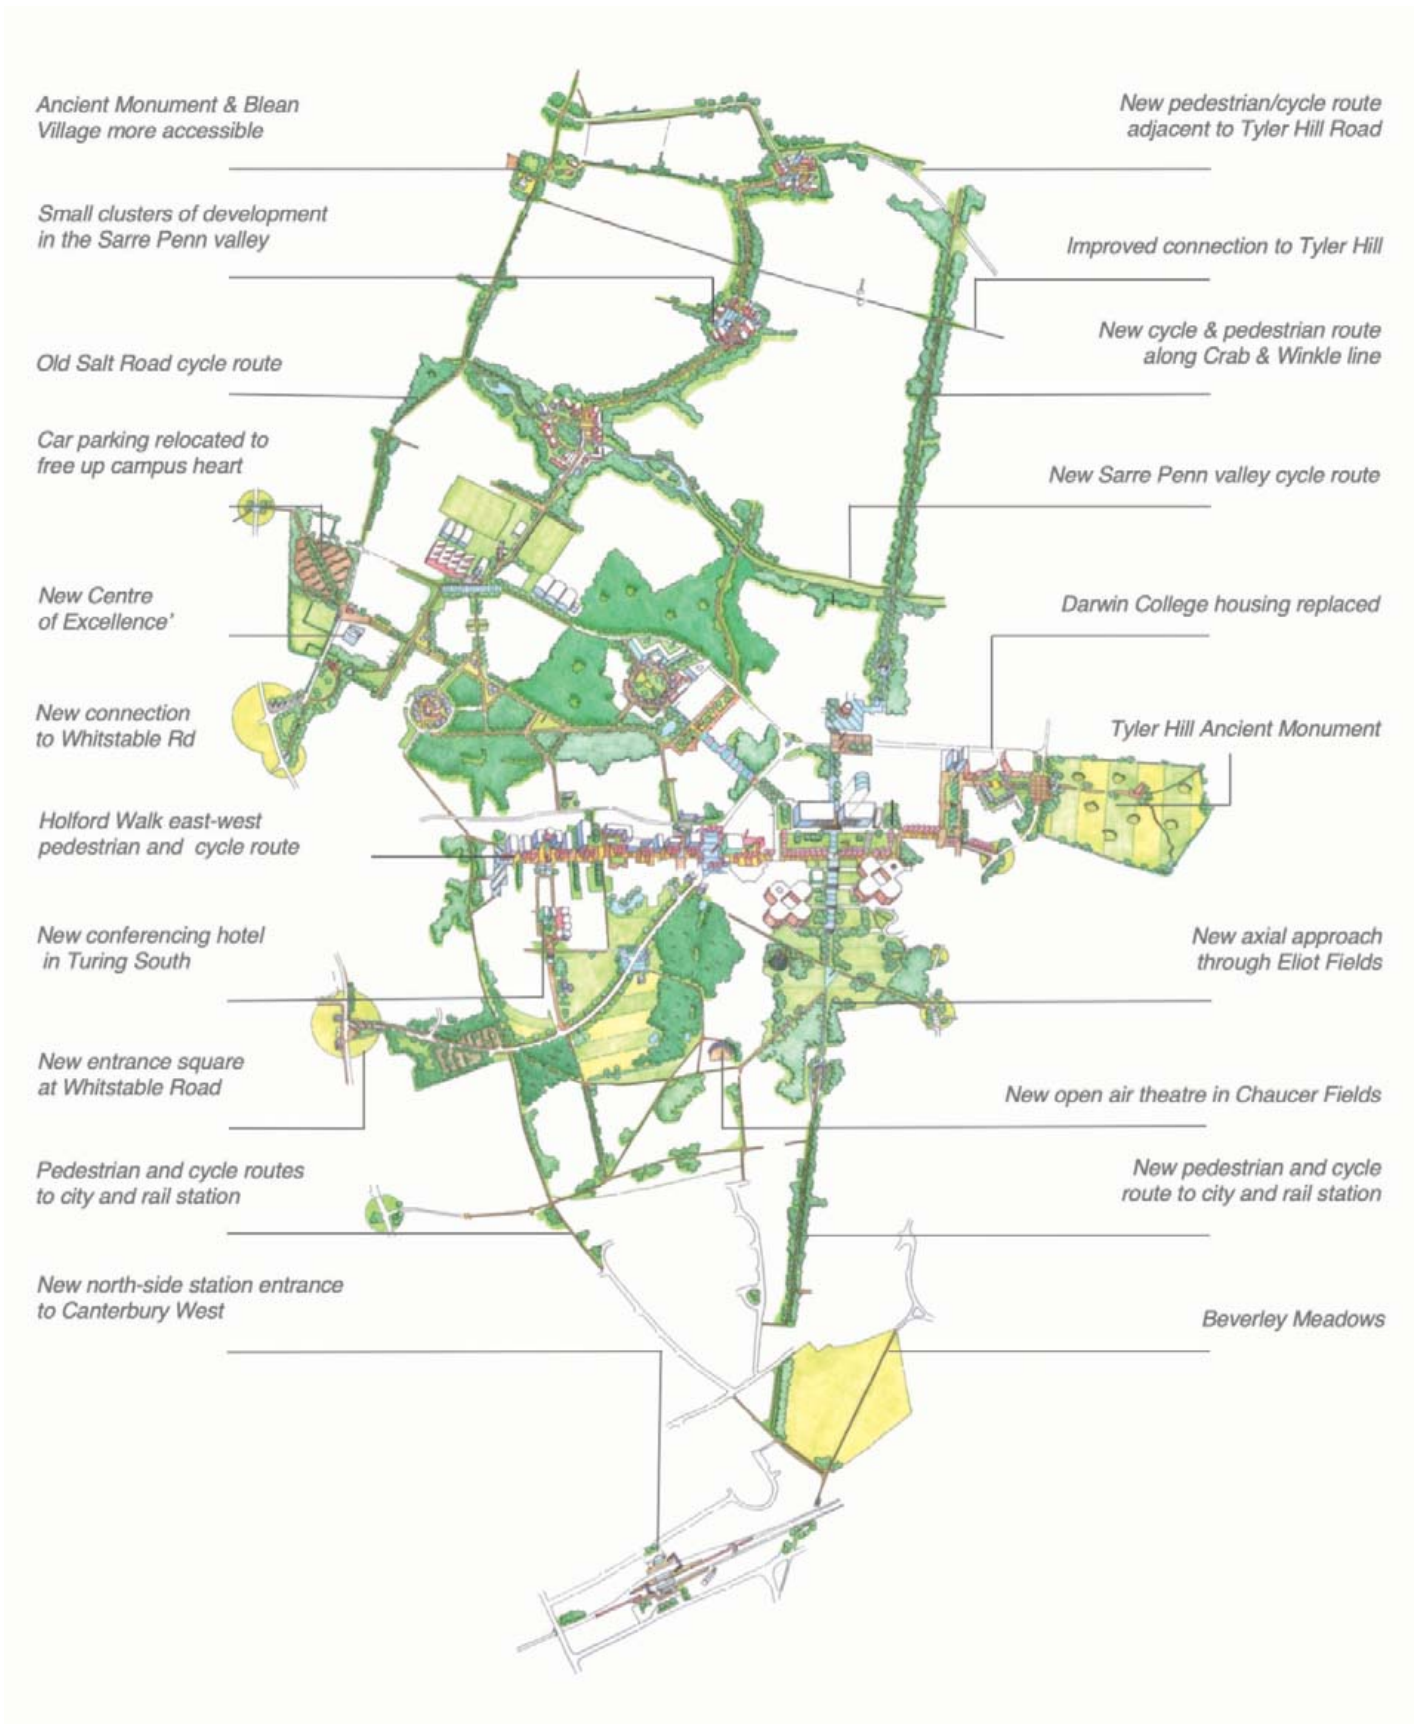 Ancient Monument & Blean
Village more accessible
Small clusters of development
in the Sarre Penn valley
Old Salt Road cycle route
Car parking relocated to
free up campus heart
New Centre
of Excellence’
New connection
to Whitstable Rd
Holford Walk east-west
pedestrian and cycle route
New conferencing hotel
in Turing South
New entrance square
at Whitstable Road
Pedestrian and cycle routes
to city and rail station
New north-side station entrance
to Canterbury West
New pedestrian/cycle route
adjacent to Tyler Hill Road
Improved connection to Tyler Hill
New cycle & pedestrian route
along Crab & Winkle line
New Sarre Penn valley cycle route
Darwin College housing replaced
Tyler Hill Ancient Monument
New axial approach
through Eliot Fields
New open air theatre in Chaucer Fields
New pedestrian and cycle
route to city and rail station
Beverley Meadows